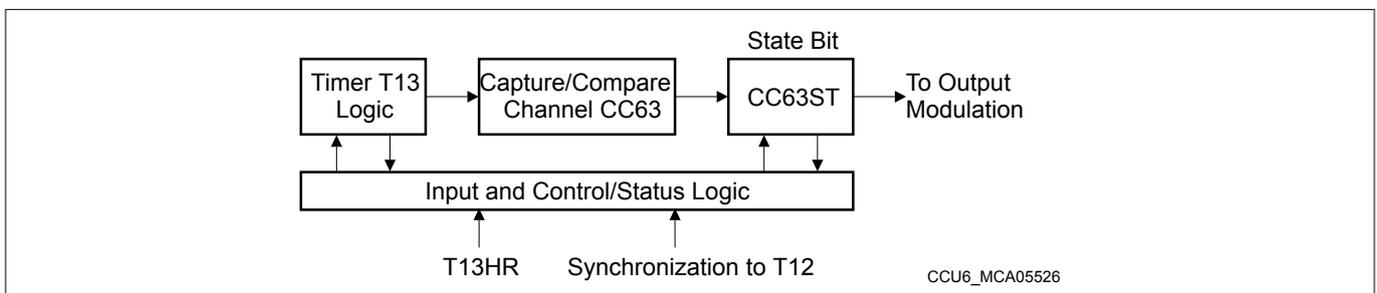 State Bit
Timer T13
Logic
Capture/Compare
Channel CC63
CC63ST
To Output
Modulation
Input and Control/Status Logic
T13HR
Synchronization to T12
CCU6_MCA05526